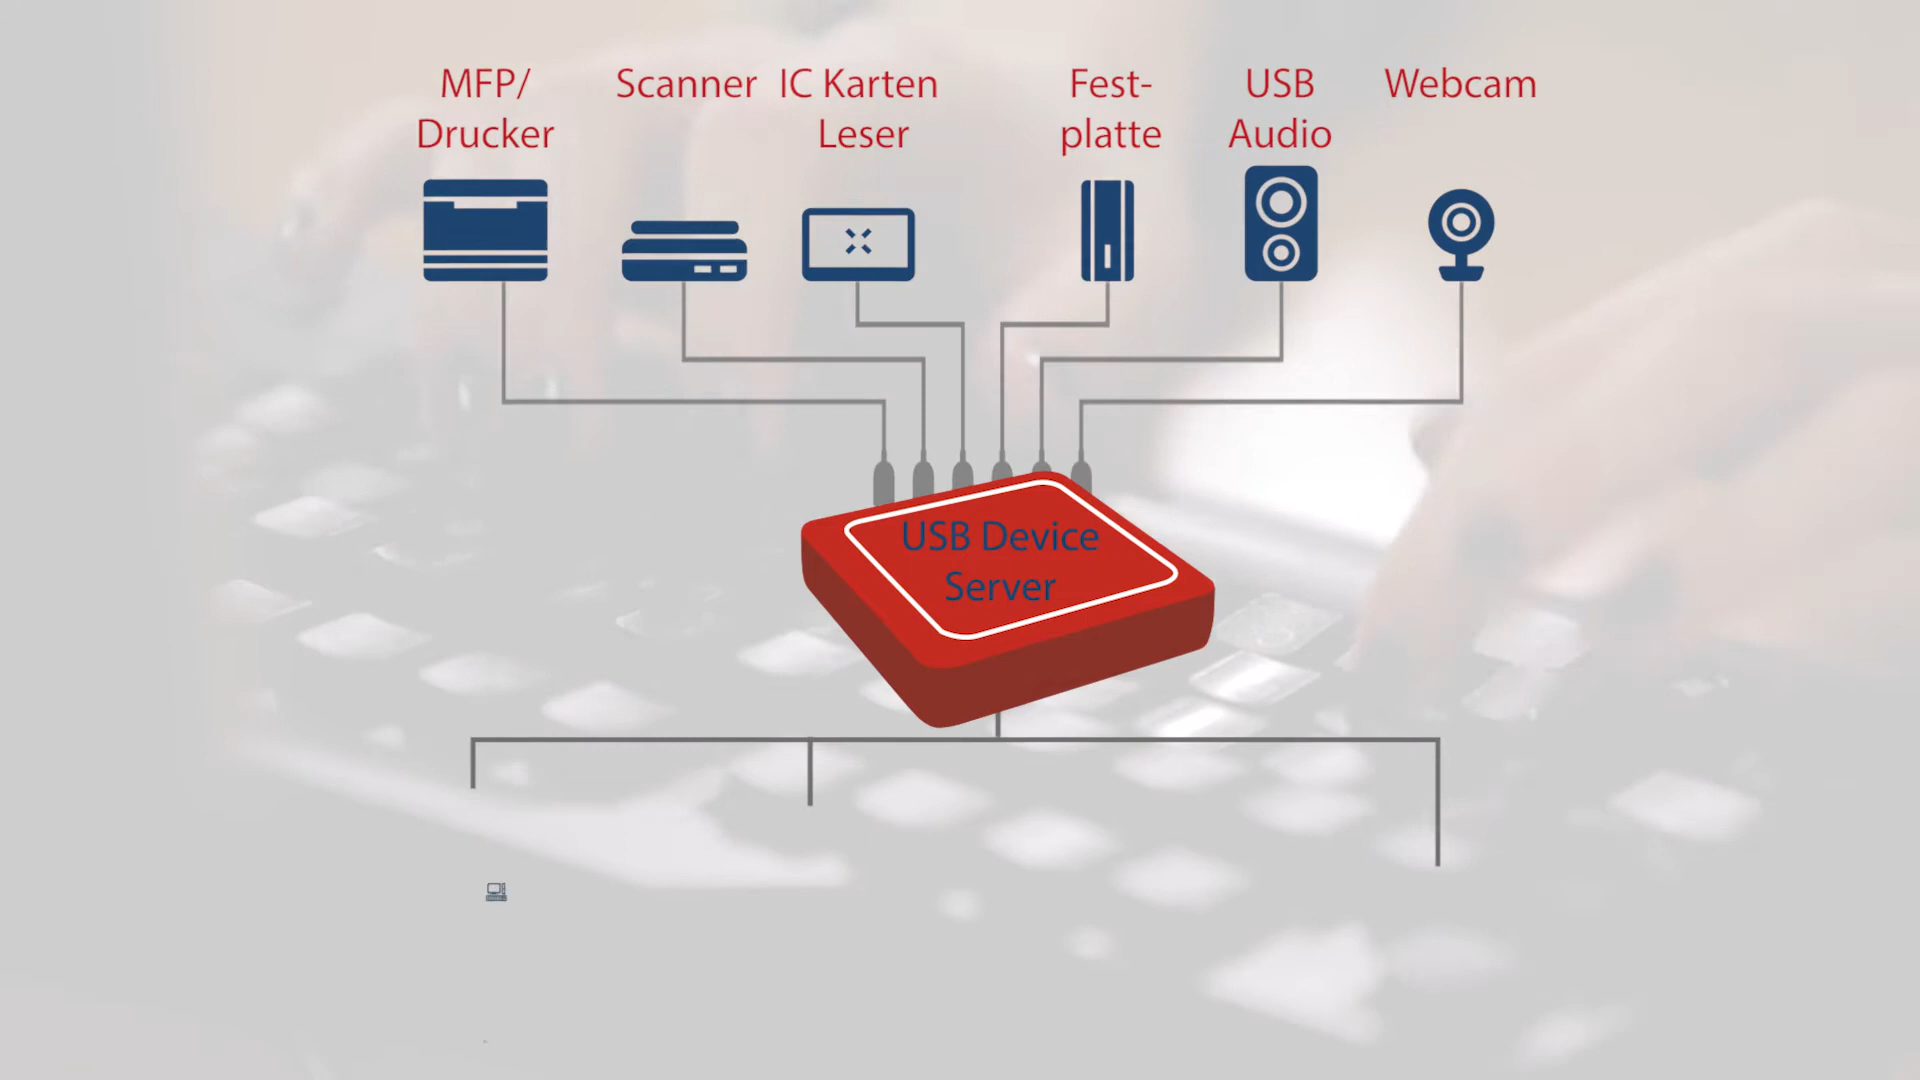 MFP/
Drucker
Scanner
IC Karten
Leser
Fest-
platte
USB
Audio
Webcam
USB Device
Server